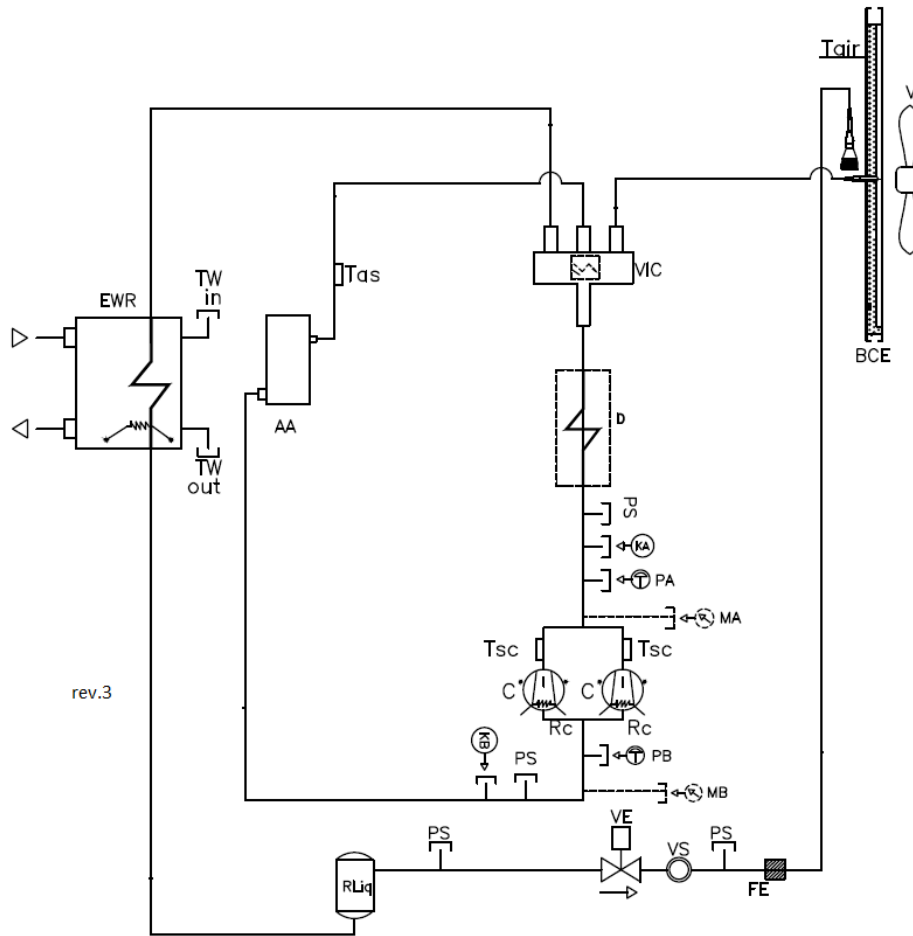 Tair
V
TW
in
EWR
Tas
VIC
BCE
AA
D
TW
out
PS
KA
PA
MA
Tsc
Tsc
C
C
rev.3
Rc
Rc
KB
PS
PB
MB
VE
PS
VS
PS
RLiq
FE